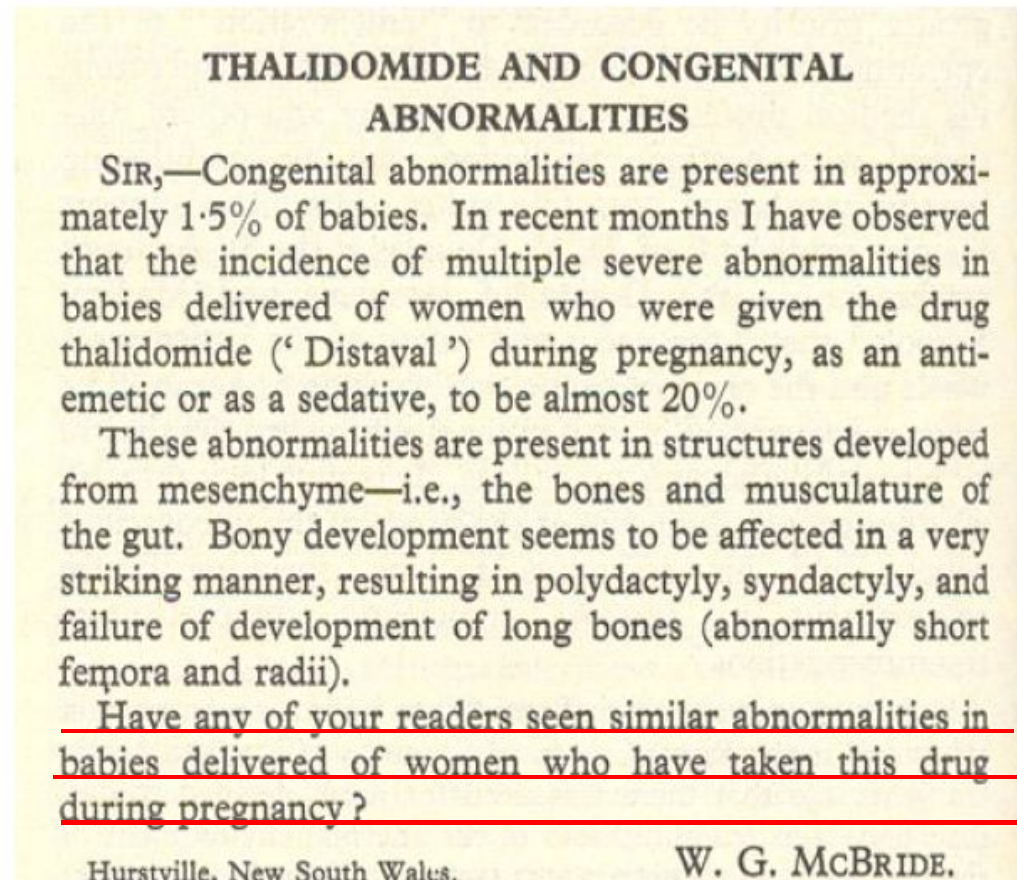 THALIDOMIDE AND CONGENITAL
ABNORMALITIES
SIR,—Congenital abnormalities are present in approxi-
mately 1·5% of babies. In recent months I have observed
that the incidence of multiple severe abnormalities in
babies delivered of women who were given the drug
thalidomide (‘ Distaval ’) during pregnancy, as an anti-
emetic or as a sedative, to be almost 20%.
These abnormalities are present in structures developed
from mesenchyme—i.e., the bones and musculature of
the gut. Bony development seems to be affected in a very
striking manner, resulting in polydactyly, syndactyly, and
failure of development of long bones (abnormally short
femora and radii).
Have any of your readers seen similar abnormalities in
babies delivered of women who have taken this drug
during pregnancy ?
Hurstville, New South Wales. W. G. MCBRIDE.